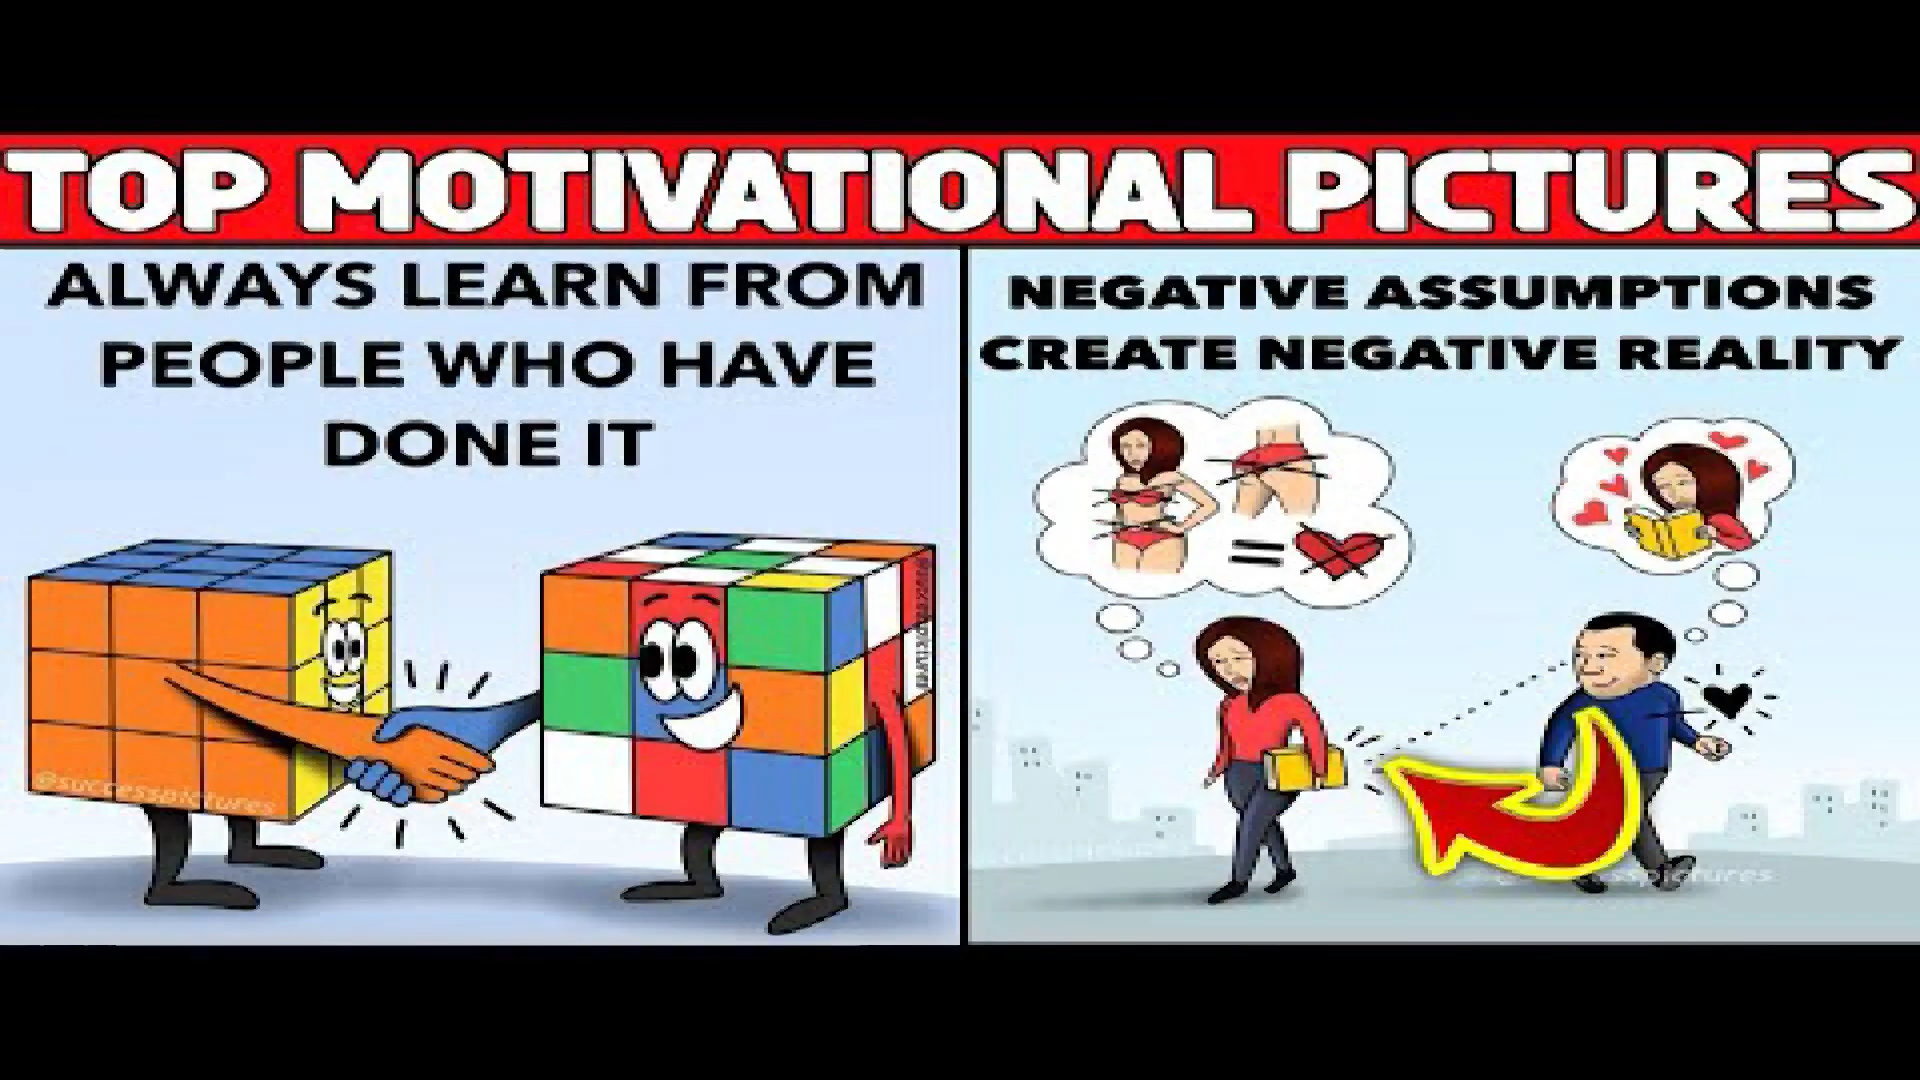 TOP MOTIVATIONAL PICTURES
ALWAYS LEARN FROM
PEOPLE WHO HAVE
DONE IT
@successpictures
NEGATIVE ASSUMPTIONS
CREATE NEGATIVE REALITY
=